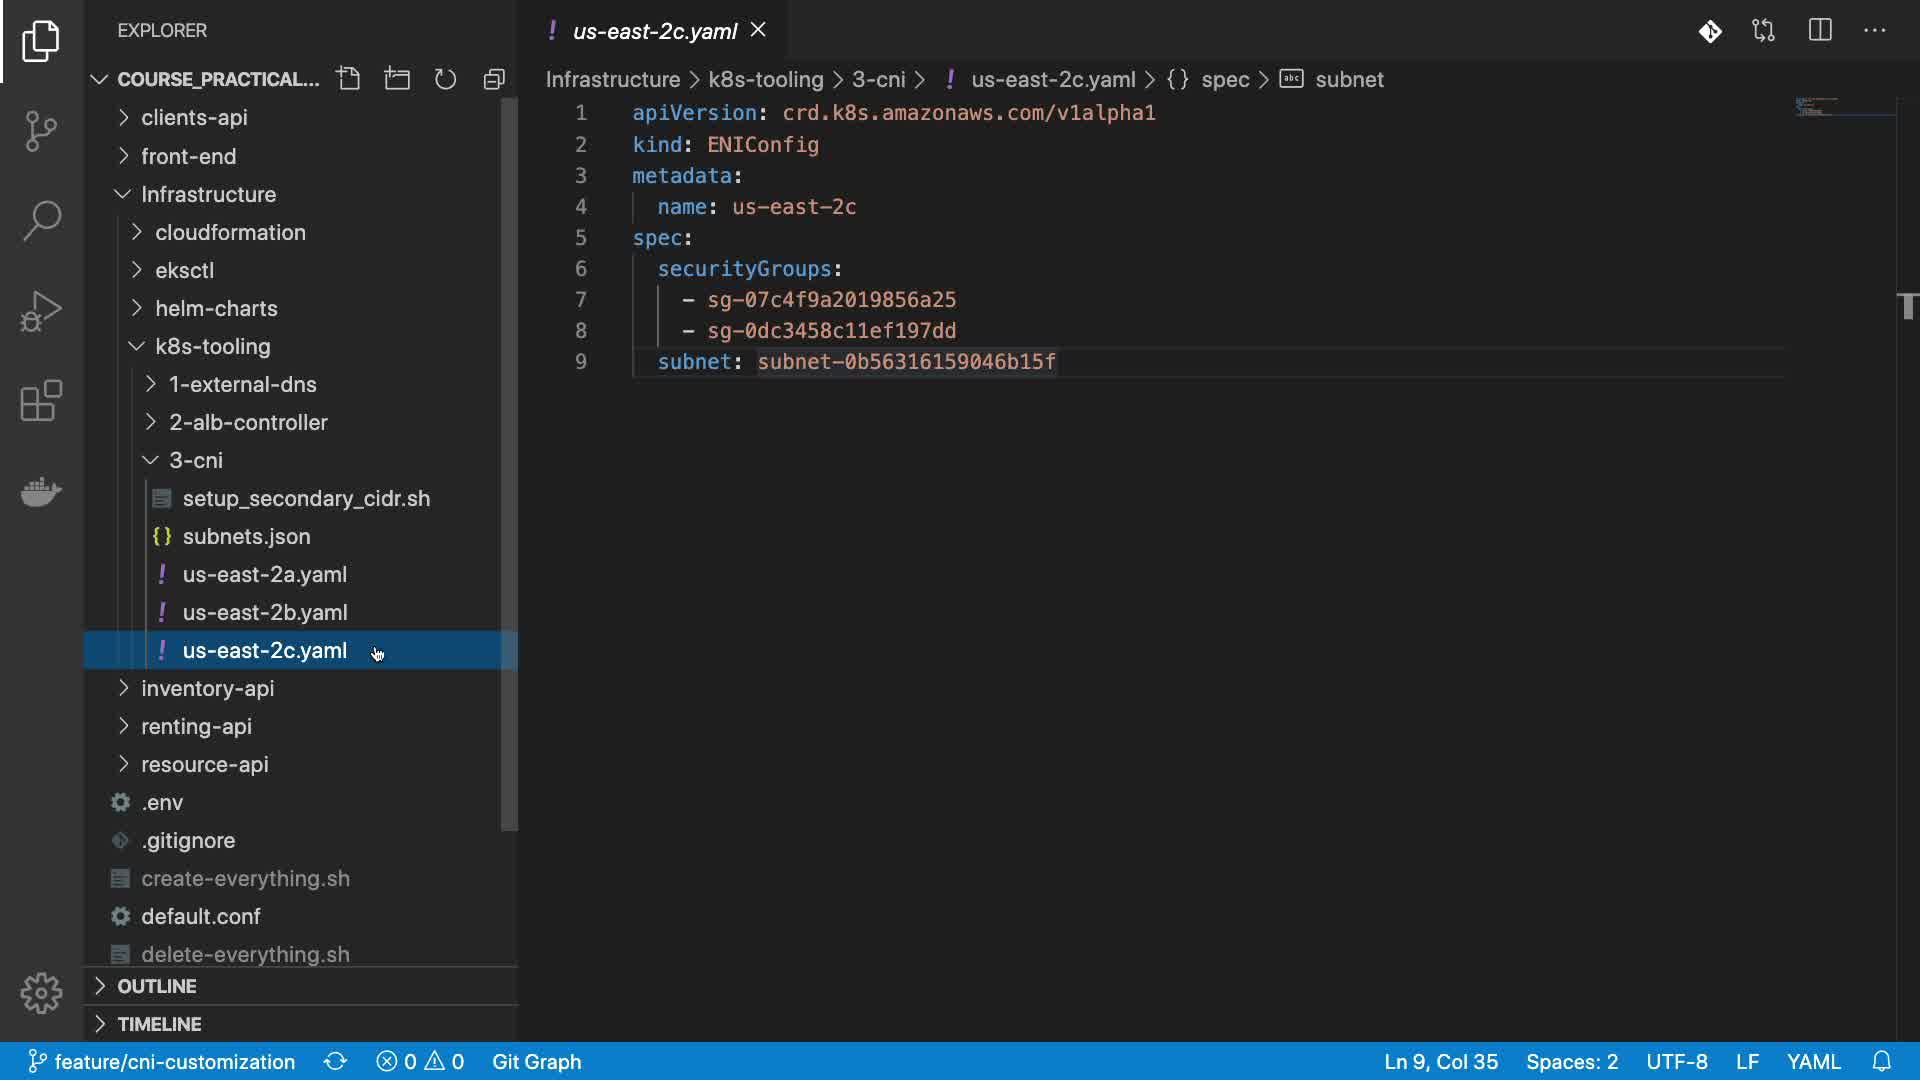 EXPLORER
COURSE_PRACTICAL...
clients-api
front-end
Infrastructure
cloudformation
eksctl
helm-charts
k8s-tooling
1-external-dns
2-alb-controller
3-cni
setup_secondary_cidr.sh
{} subnets.json
! us-east-2a.yaml
! us-east-2b.yaml
! us-east-2c.yaml
inventory-api
renting-api
resource-api
.env
.gitignore
create-everything.sh
default.conf
delete-everything.sh
OUTLINE
TIMELINE
! us-east-2c.yaml
Infrastructure > k8s-tooling > 3-cni > ! us-east-2c.yaml > {} spec > abc subnet
1 apiVersion: crd.k8s.amazonaws.com/v1alpha1
2 kind: ENIConfig
3 metadata:
4 name: us-east-2c
5 spec:
6 securityGroups:
7 - sg-07c4f9a2019856a25
8 - sg-0dc3458c11ef197dd
9 subnet: subnet-0b56316159046b15f
feature/cni-customization 0 0 Git Graph Ln 9, Col 35 Spaces: 2 UTF-8 LF YAML